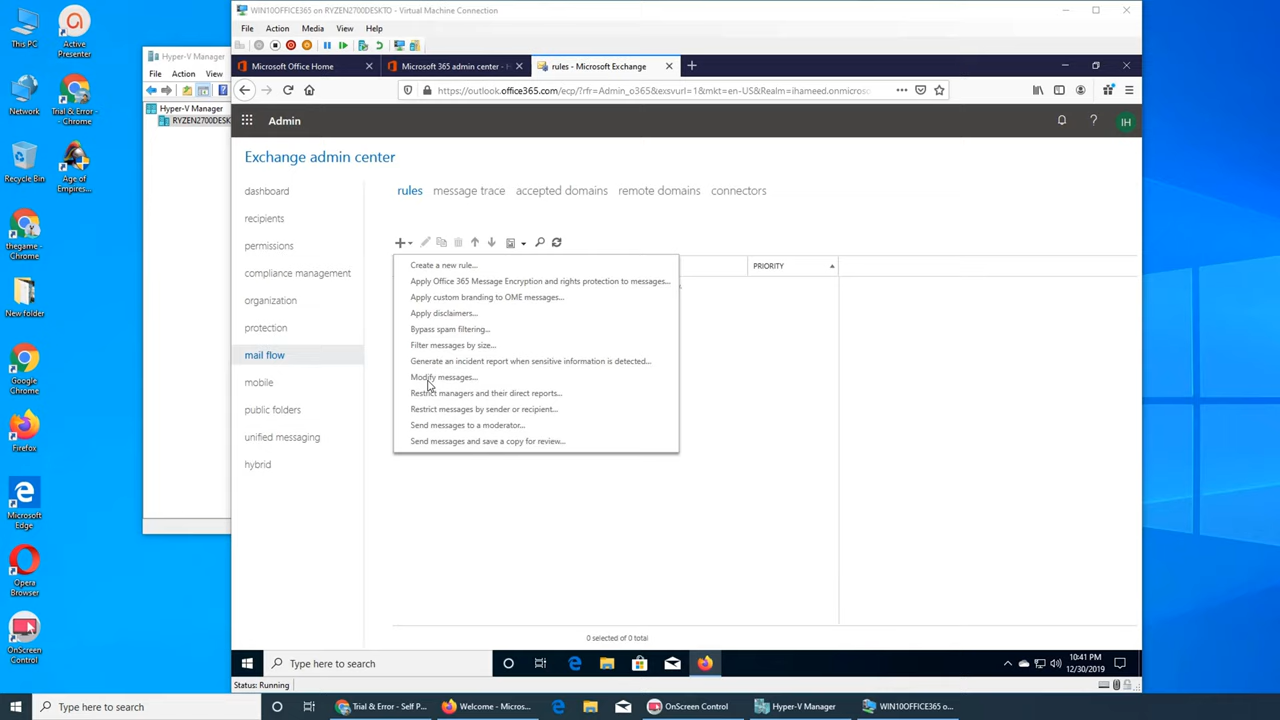 WIN10OFFICE365 on RYZEN2700DESKTO - Virtual Machine Connection
File Action Media View Help
This PC
Active Presenter
Hyper-V Manager
File Action View
Hyper-V Manager
RYZEN2700DESK
Network
Trial & Error - Chrome
Recycle Bin
Age of Empires...
thegame - Chrome
New folder
Google Chrome
Firefox
Microsoft Edge
Opera Browser
OnScreen Control
Microsoft Office Home
Microsoft 365 admin center -
rules - Microsoft Exchange
https://outlook.office365.com/ecp/?rfr=Admin_o365&exsvurl=1&mkt=en-US&Realm=ihameed.onmicros
Admin
IH
Exchange admin center
dashboard
recipients
permissions
compliance management
organization
protection
mail flow
mobile
public folders
unified messaging
hybrid
rules message trace accepted domains remote domains connectors
Create a new rule...
Apply Office 365 Message Encryption and rights protection to messages...
Apply custom branding to OME messages...
Apply disclaimers...
Bypass spam filtering...
Filter messages by size...
Generate an incident report when sensitive information is detected...
Modify messages...
Restrict managers and their direct reports...
Restrict messages by sender or recipient...
Send messages to a moderator...
Send messages and save a copy for review...
PRIORITY
0 selected of 0 total
Type here to search
10:41 PM
12/30/2019
Status: Running
Type here to search
Trial & Error - Self P...
Welcome - Micros...
OnScreen Control
Hyper-V Manager
WIN10OFFICE365 o...